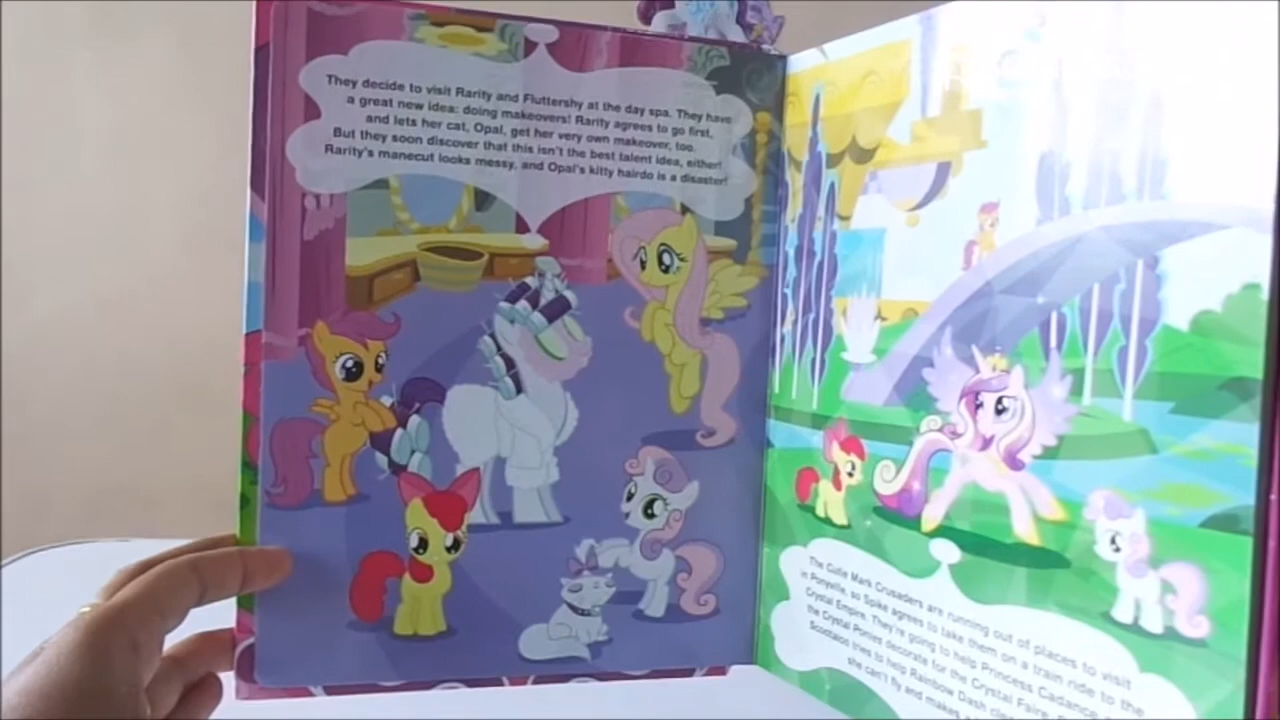 They decide to visit Rarity and Fluttershy at the day spa. They have
a great new idea: doing makeovers! Rarity agrees to go first,
and lets her cat, Opal, get her very own makeover, too.
But they soon discover that this isn't the best talent idea, either!
Rarity's manecut looks messy, and Opal's kitty hairdo is a disaster!
The Cutie Mark Crusaders are running out of places to visit
in Ponyville, so Spike agrees to take them on a train ride to the
Crystal Empire. They're going to help Princess Cadance
the Crystal Ponies decorate for the Crystal Faire.
Scootaloo tries to help Rainbow Dash
she can't fly and makes a